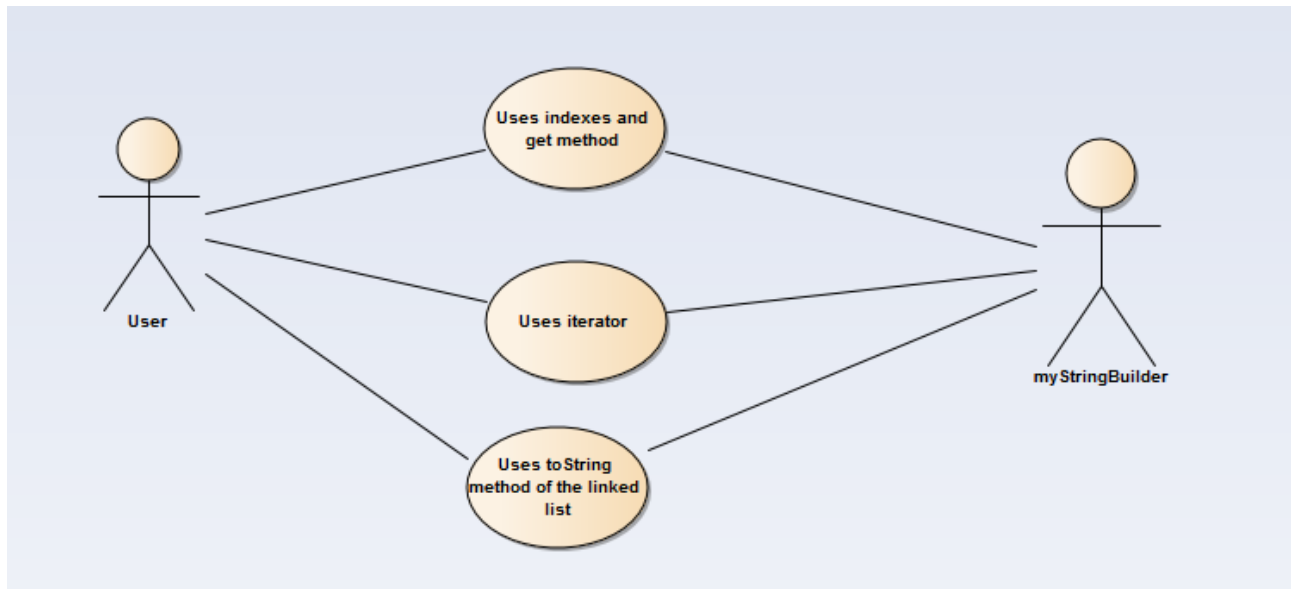 Uses indexes and
get method
User
Uses iterator
myStringBuilder
Uses toString
method of the linked
list